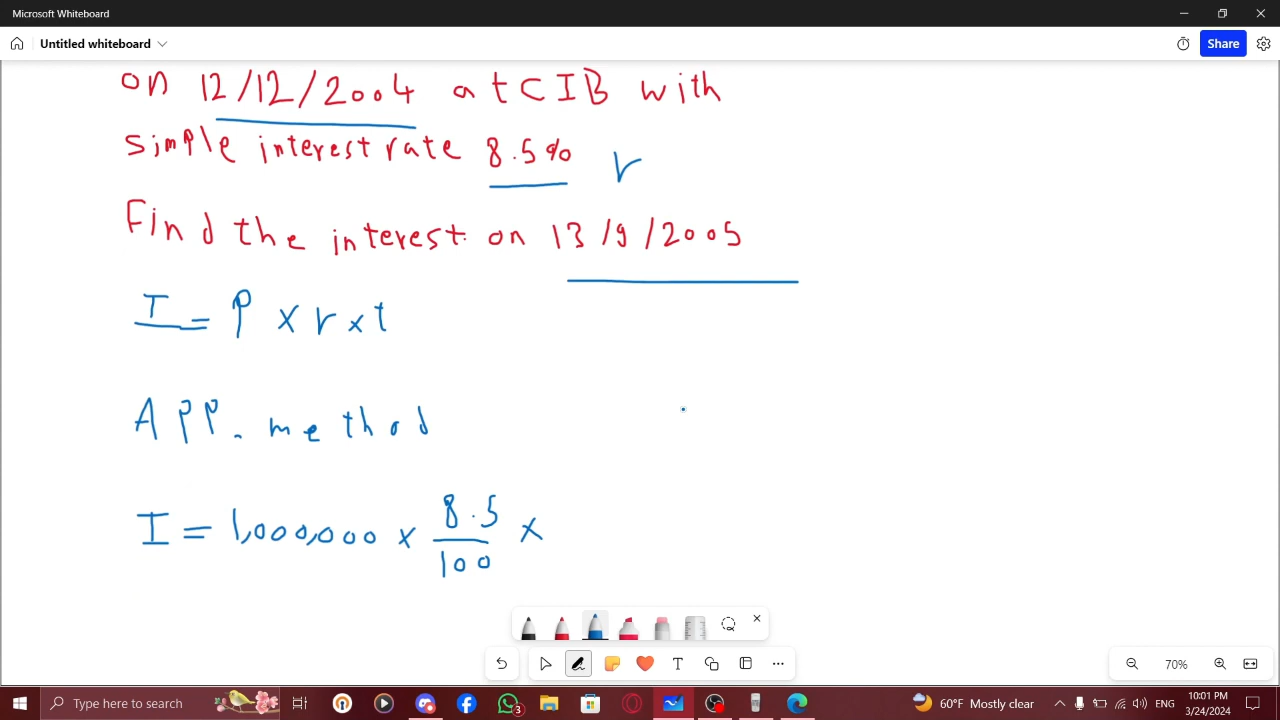 Microsoft Whiteboard
Untitled whiteboard
Share
on 12/12/2004 at CIB with
simple interest rate 8.5% r
Find the interest on 13/9/2005
I = P x r x t
APP. method
I = 1,000,000 x 8.5/100 x
70%
Type here to search
3
60°F Mostly clear
ENG
10:01 PM
3/24/2024